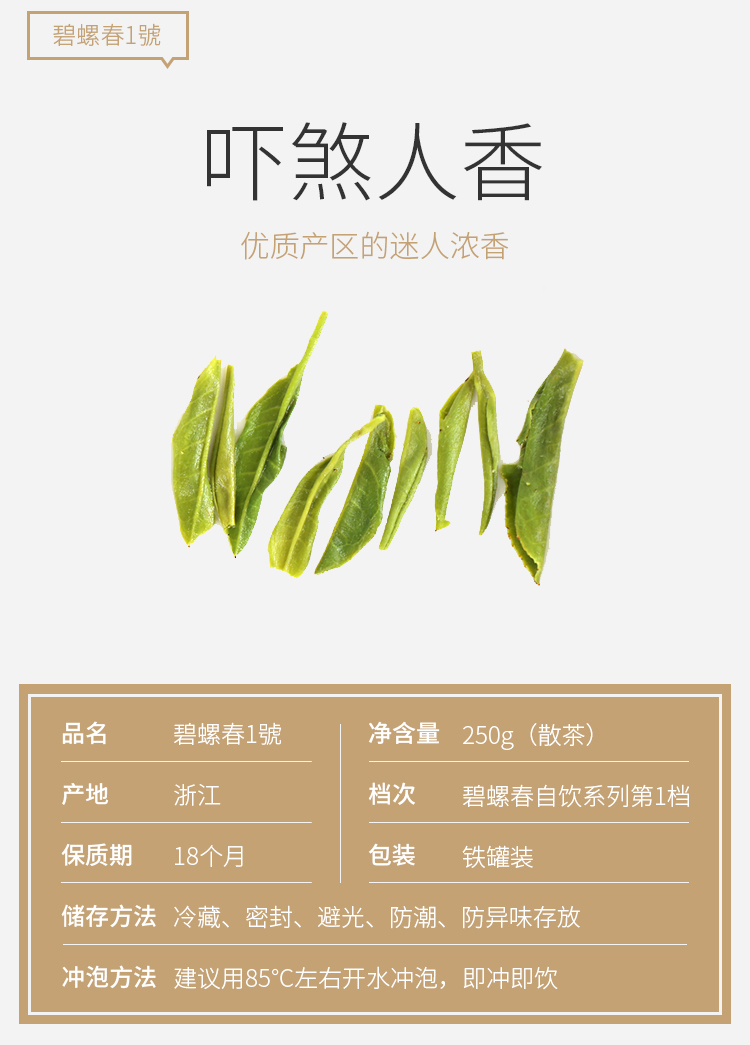 碧螺春1號
吓煞人香
优质产区的迷人浓香
品名 碧螺春1號 净含量 250g（散茶）
产地 浙江 档次 碧螺春自饮系列第1档
保质期 18个月 包装 铁罐装
储存方法 冷藏、密封、避光、防潮、防异味存放
冲泡方法 建议用85℃左右开水冲泡，即冲即饮